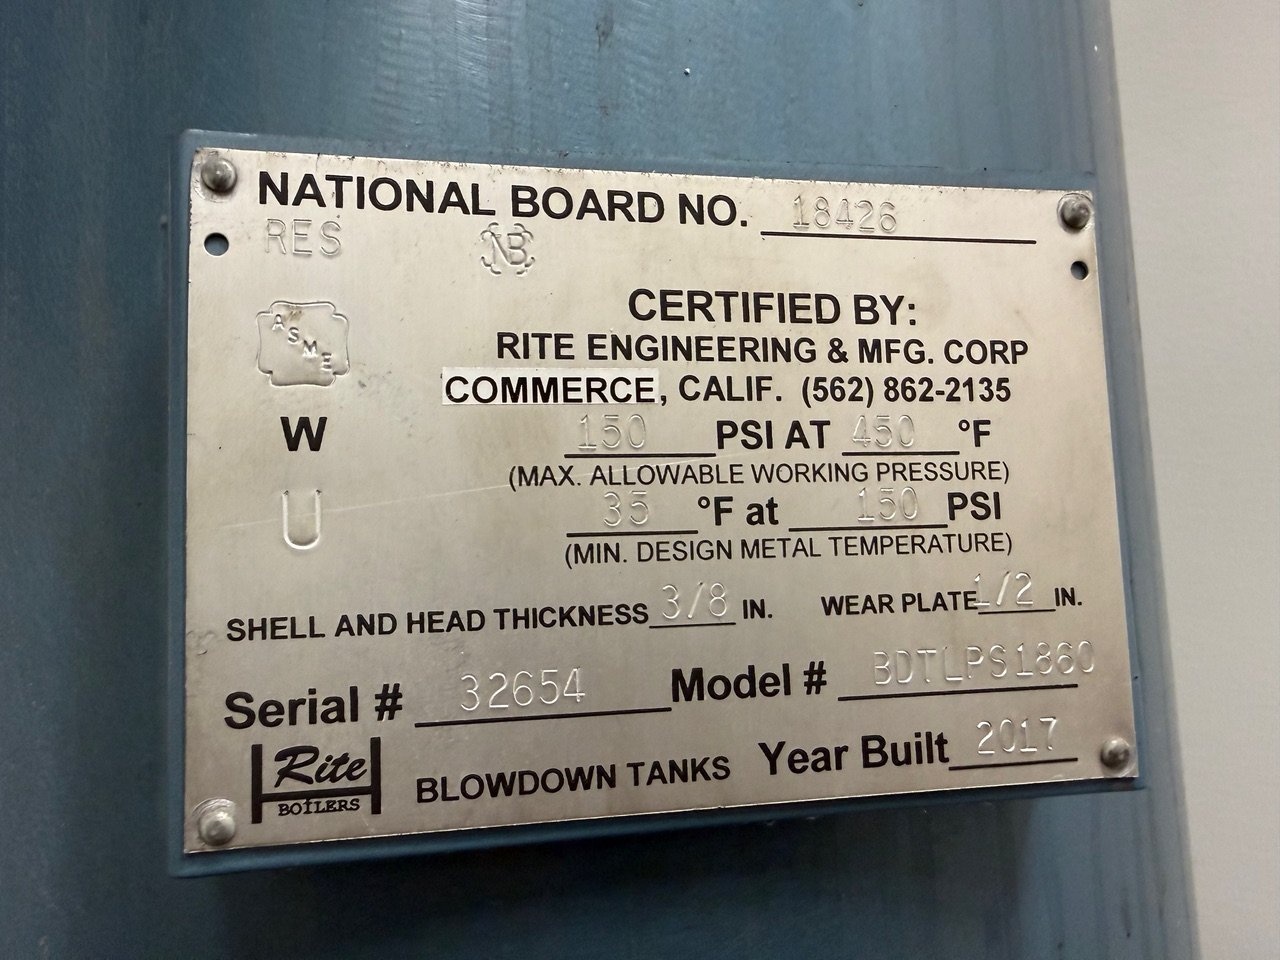 NATIONAL BOARD NO. 18426
RES NB
ASME
CERTIFIED BY:
RITE ENGINEERING & MFG. CORP
COMMERCE, CALIF. (562) 862-2135
W
150 PSI AT 450 °F
(MAX. ALLOWABLE WORKING PRESSURE)
U
35 °F at 150 PSI
(MIN. DESIGN METAL TEMPERATURE)
SHELL AND HEAD THICKNESS 3/8 IN. WEAR PLATE 1/2 IN.
Serial # 32654 Model # BDTLPS1860
Rite
BOILERS
BLOWDOWN TANKS Year Built 2017